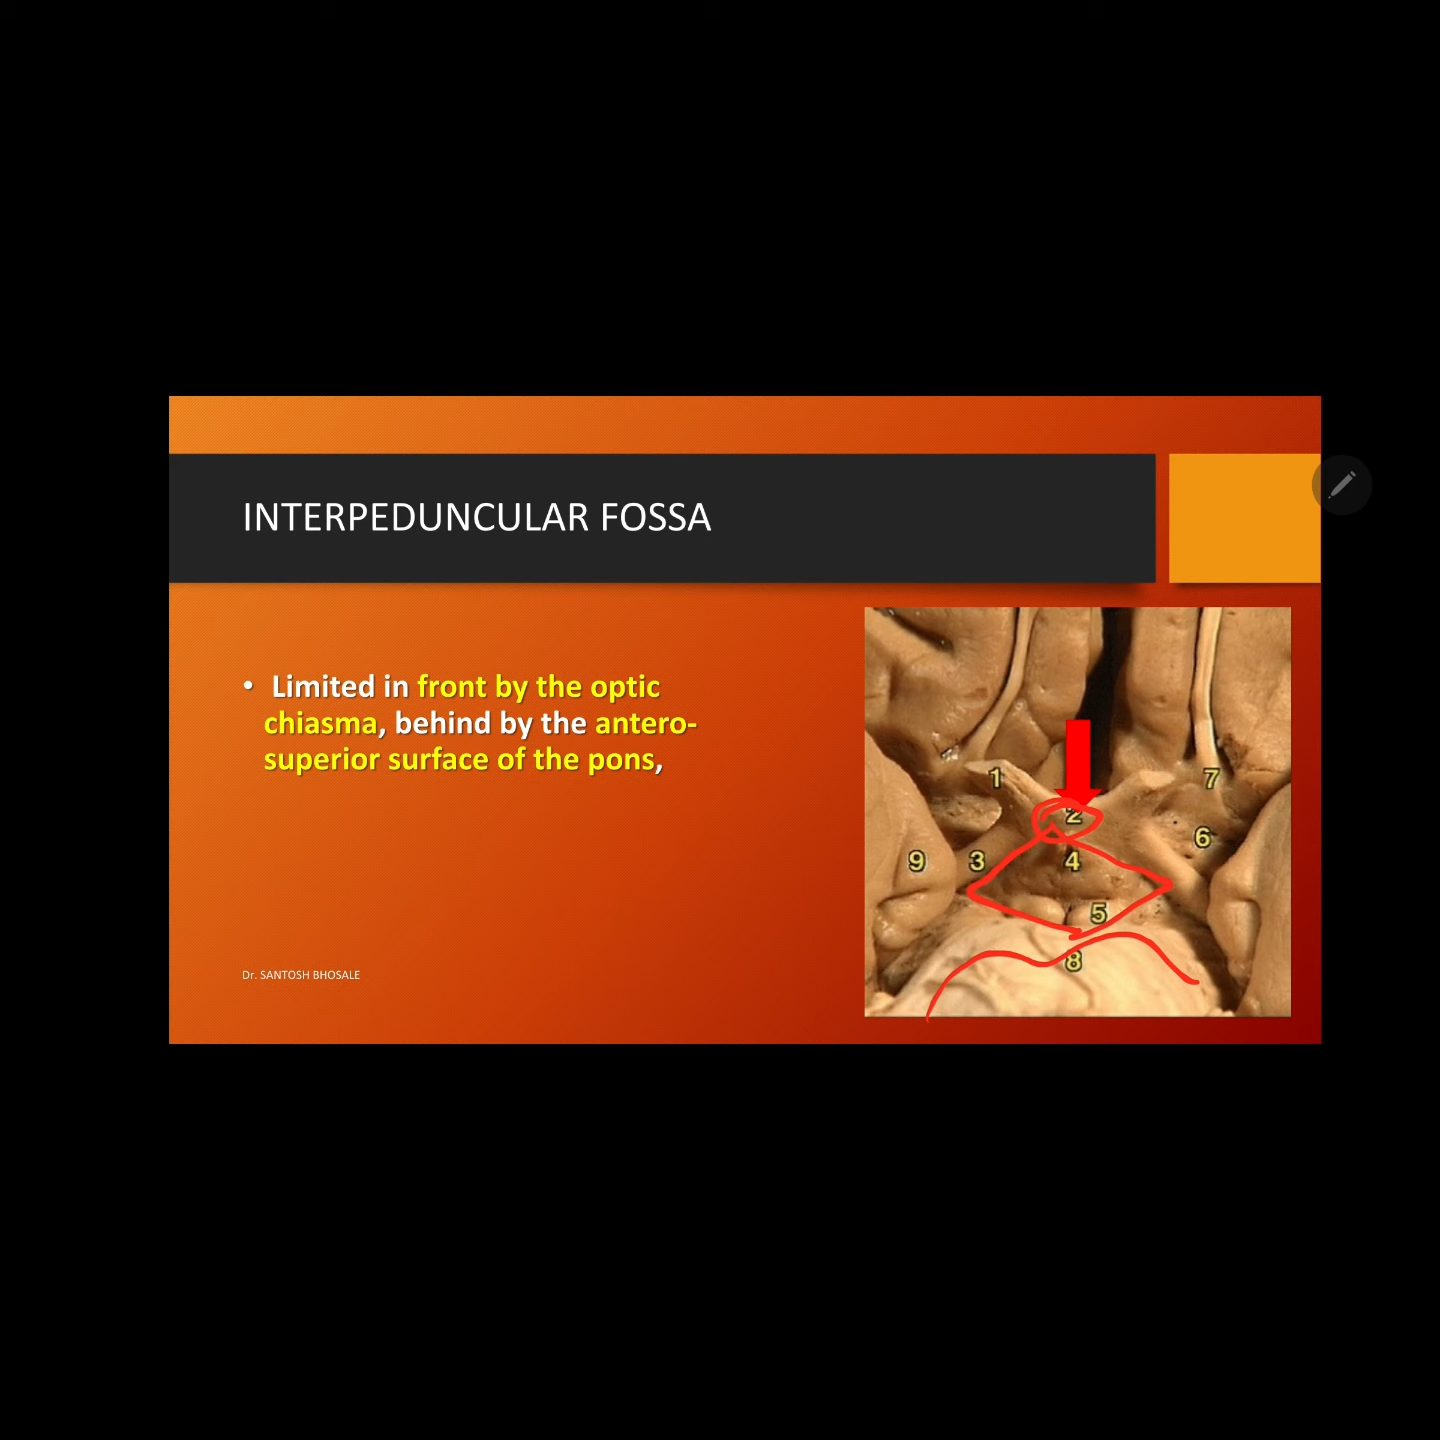 INTERPEDUNCULAR FOSSA
• Limited in front by the optic
chiasma, behind by the antero-
superior surface of the pons,
1
7
2
6
9
3
4
5
8
Dr. SANTOSH BHOSALE